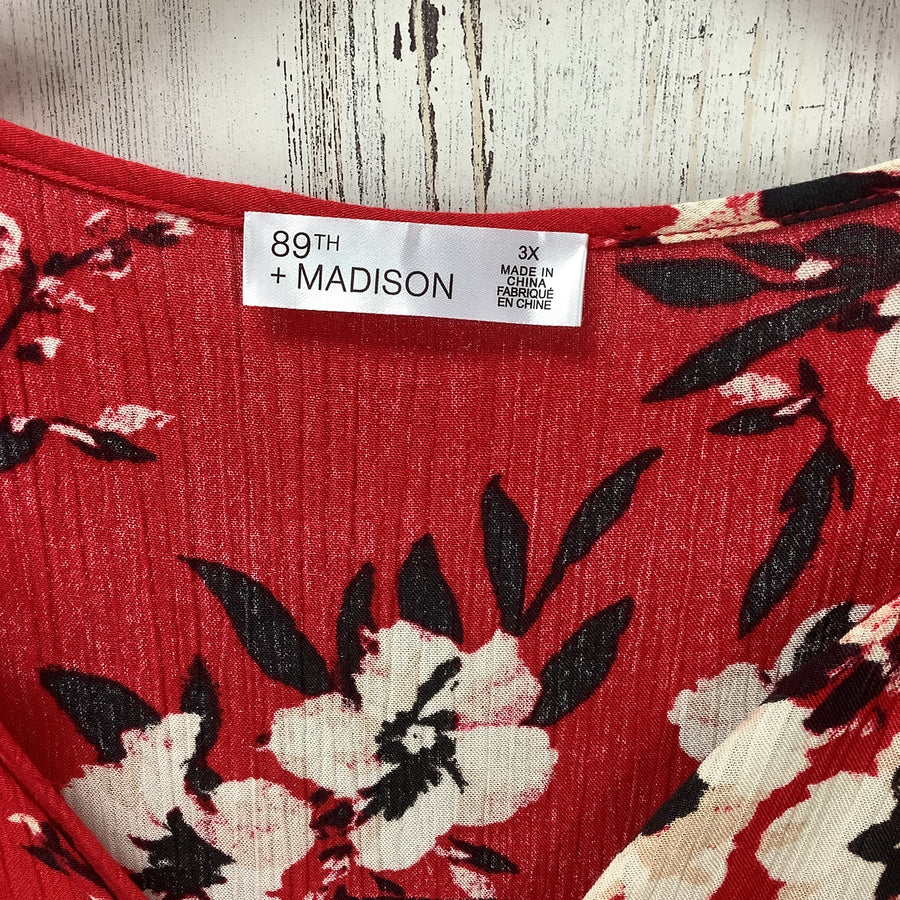 89TH
+ MADISON
3X
MADE IN
CHINA
FABRIQUÉ
EN CHINE